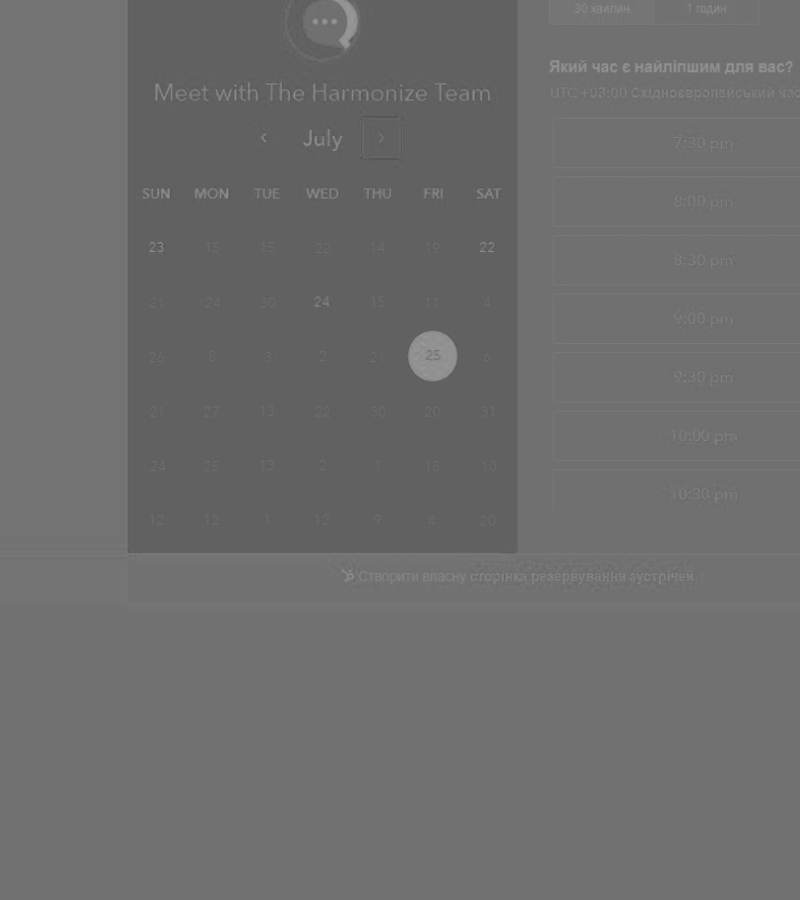 30 хвилин 1 годин
Meet with The Harmonize Team
Який час є найліпшим для вас?
UTC +03:00 Східноєвропейський
July
7:30 pm
SUN MON TUE WED THU FRI SAT
8:00 pm
23 15 15 22 14 19 22
8:30 pm
21 24 30 24 15 11 4
9:00 pm
26 8 3 2 21 25 6
9:30 pm
21 27 13 22 30 20 31
10:00 pm
24 25 13 2 1 18 10
10:30 pm
12 12 1 12 9 4 20
Створити власну сторінка резервування зустрічей